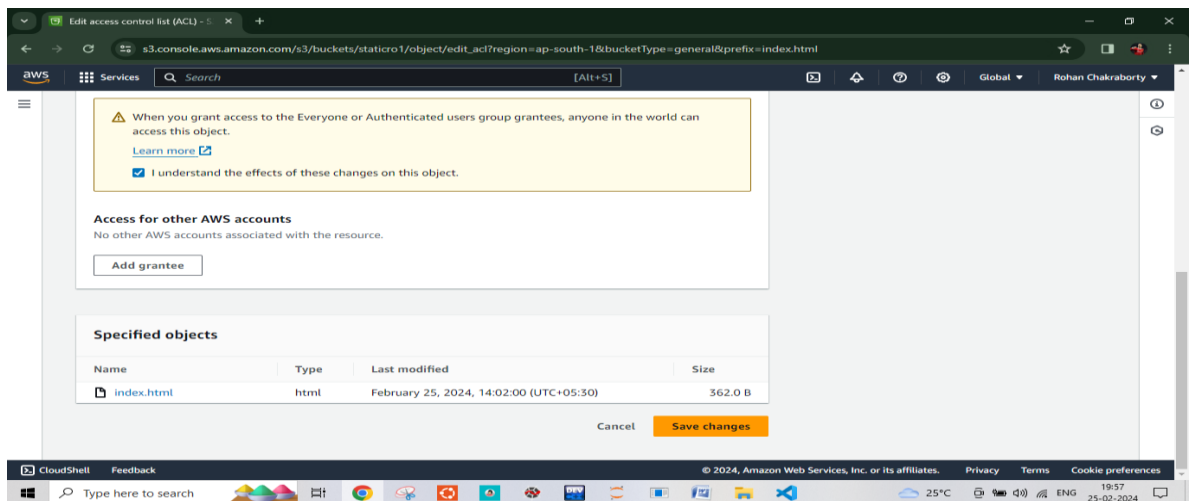 Edit access control list (ACL) - S
s3.console.aws.amazon.com/s3/buckets/staticro1/object/edit_acl?region=ap-south-1&bucketType=general&prefix=index.html
aws Services Search [Alt+S] Global Rohan Chakraborty
When you grant access to the Everyone or Authenticated users group grantees, anyone in the world can
access this object.
Learn more
I understand the effects of these changes on this object.
Access for other AWS accounts
No other AWS accounts associated with the resource.
Add grantee
Specified objects
Name Type Last modified Size
index.html html February 25, 2024, 14:02:00 (UTC+05:30) 362.0 B
Cancel Save changes
CloudShell Feedback © 2024, Amazon Web Services, Inc. or its affiliates. Privacy Terms Cookie preferences
Type here to search 25°C ENG 19:57
25-02-2024